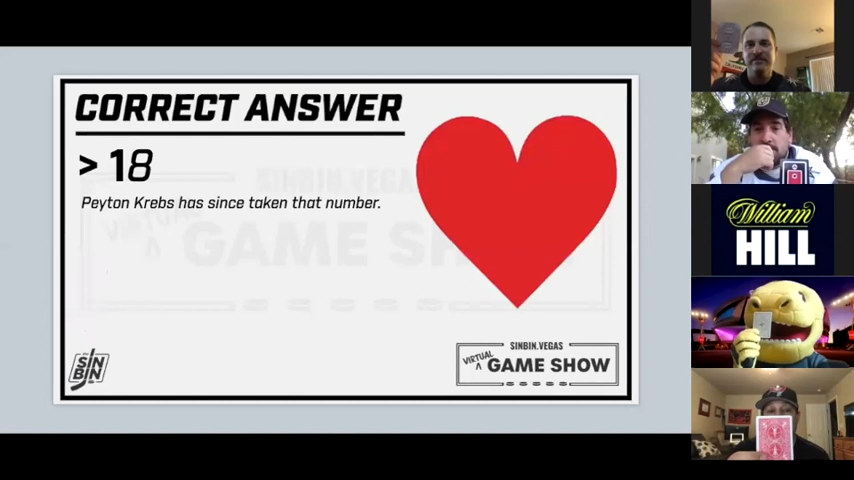 CORRECT ANSWER
> 18
Peyton Krebs has since taken that number.
SINBIN.VEGAS
VIRTUAL
GAME SHOW
SIN
BIN
SINBIN.VEGAS
VIRTUAL
GAME SHOW
William
HILL